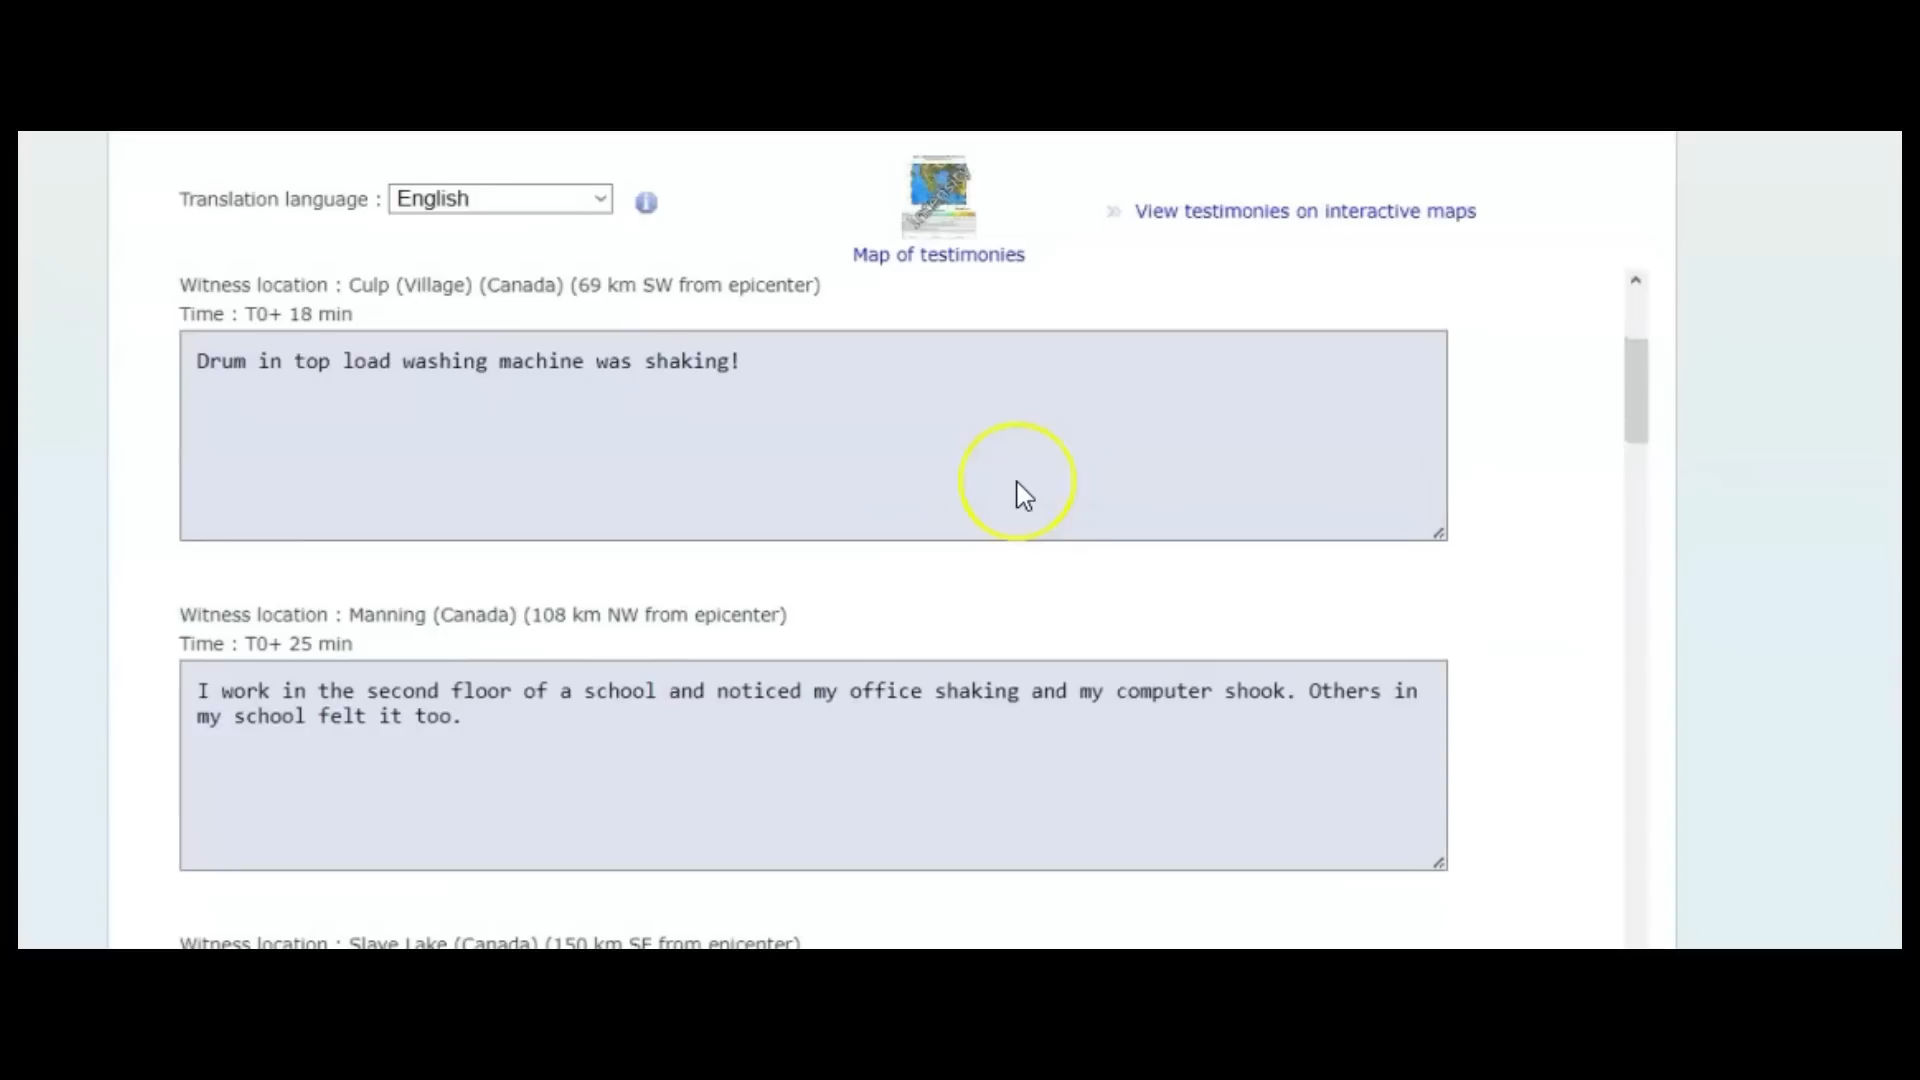 Translation language :
English
Intensity
Map of testimonies
View testimonies on interactive maps
Witness location : Culp (Village) (Canada) (69 km SW from epicenter)
Time : T0+ 18 min
Drum in top load washing machine was shaking!
Witness location : Manning (Canada) (108 km NW from epicenter)
Time : T0+ 25 min
I work in the second floor of a school and noticed my office shaking and my computer shook. Others in
my school felt it too.
Witness location : Slave Lake (Canada) (150 km SE from epicenter)